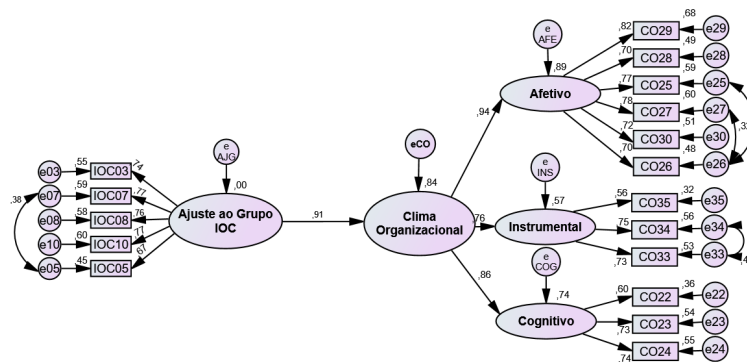 e
AFE
,82
,68
CO29
e29
,70
,49
CO28
e28
,89
,77
,59
CO25
e25
Afetivo
,78
,60
CO27
e27
,72
,51
CO30
e30
,94
,70
,48
CO26
e26
e03
,55
IOC03
,74
e
AJG
eCO
e07
,59
IOC07
,77
,00
,84
,38
e08
,58
IOC08
,76
Ajuste ao Grupo
IOC
,91
Clima
Organizacional
e10
,60
IOC10
,77
e05
,45
IOC05
,67
e
INS
,57
,56
,32
CO35
e35
,76
Instrumental
,75
,56
CO34
e34
,73
,53
CO33
e33
e
COG
,86
,74
,60
,36
CO22
e22
Cognitivo
,73
,54
CO23
e23
,74
,55
CO24
e24